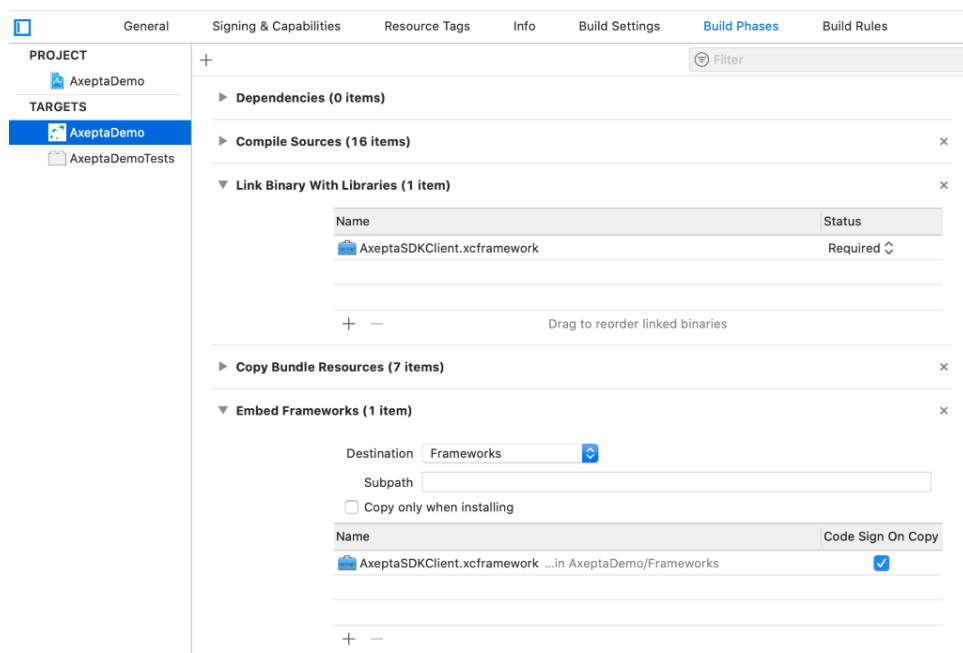 General Signing & Capabilities Resource Tags Info Build Settings Build Phases Build Rules
PROJECT
AxeptaDemo
TARGETS
AxeptaDemo
AxeptaDemoTests
Filter
Dependencies (0 items)
Compile Sources (16 items)
Link Binary With Libraries (1 item)
Name Status
AxeptaSDKClient.xcframework Required
Drag to reorder linked binaries
Copy Bundle Resources (7 items)
Embed Frameworks (1 item)
Destination Frameworks
Subpath
Copy only when installing
Name Code Sign On Copy
AxeptaSDKClient.xcframework ...in AxeptaDemo/Frameworks